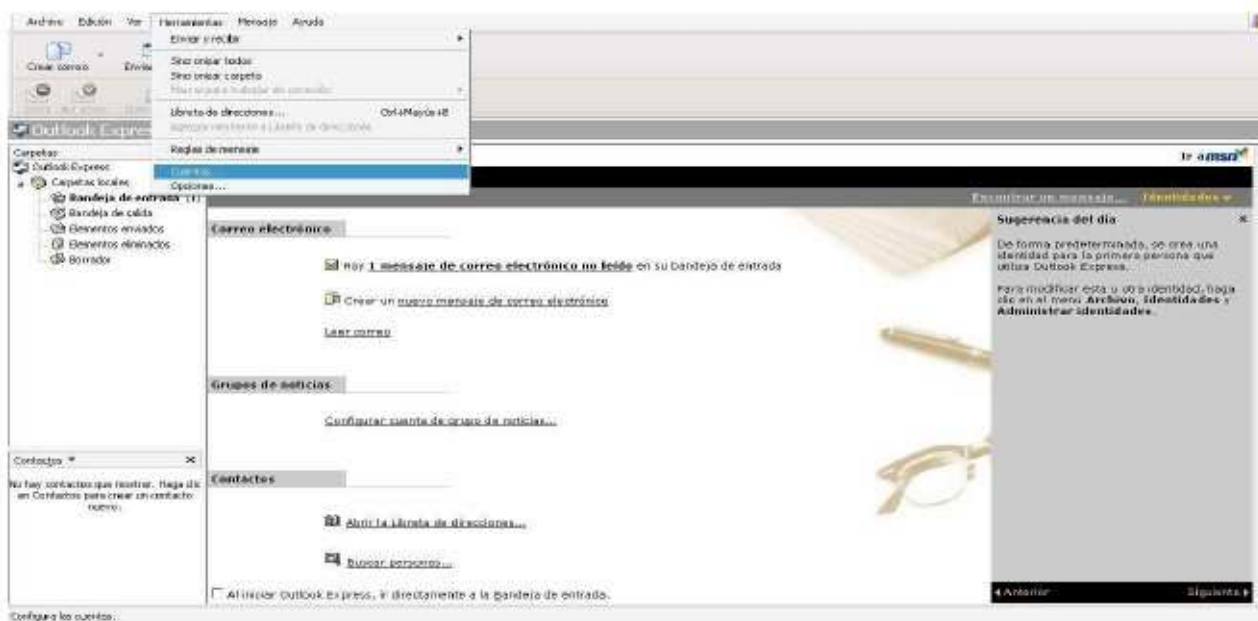 Archivo Edición Ver Herramientas Mensaje Ayuda
Enviar y recibir
Crear correo
Sincronizar todos
Sincronizar carpeta
Libreta de direcciones... Ctrl+Mayús+B
Outlook Express
Reglas de mensaje
Cuentas...
Opciones...
Carpetas
Outlook Express
Carpetas locales
Bandeja de entrada (1)
Bandeja de salida
Elementos enviados
Elementos eliminados
Borrador
Ir a msn
Encontrar un mensaje... Identidades
Correo electrónico
Hay 1 mensaje de correo electrónico no leído en su bandeja de entrada
Crear un nuevo mensaje de correo electrónico
Leer correo
Grupos de noticias
Configurar cuenta de grupo de noticias...
Contactos
Abrir la Libreta de direcciones...
Buscar personas...
Al iniciar Outlook Express, ir directamente a la Bandeja de entrada.
Sugerencia del día
De forma predeterminada, se crea una
identidad para la primera persona que
utiliza Outlook Express.
Para modificar esta u otra identidad, haga
clic en el menú Archivo, Identidades y
Administrar identidades.
Anterior Siguiente
Contactos
No hay contactos que mostrar. Haga clic
en Contactos para crear un contacto
nuevo.
Configura las cuentas.